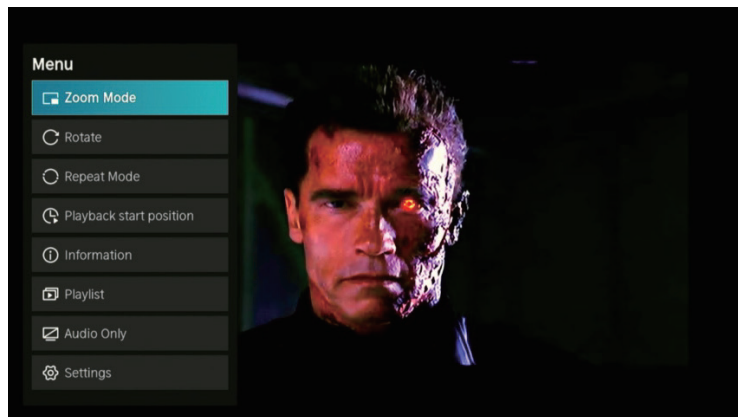 Menu
Zoom Mode
Rotate
Repeat Mode
Playback start position
Information
Playlist
Audio Only
Settings